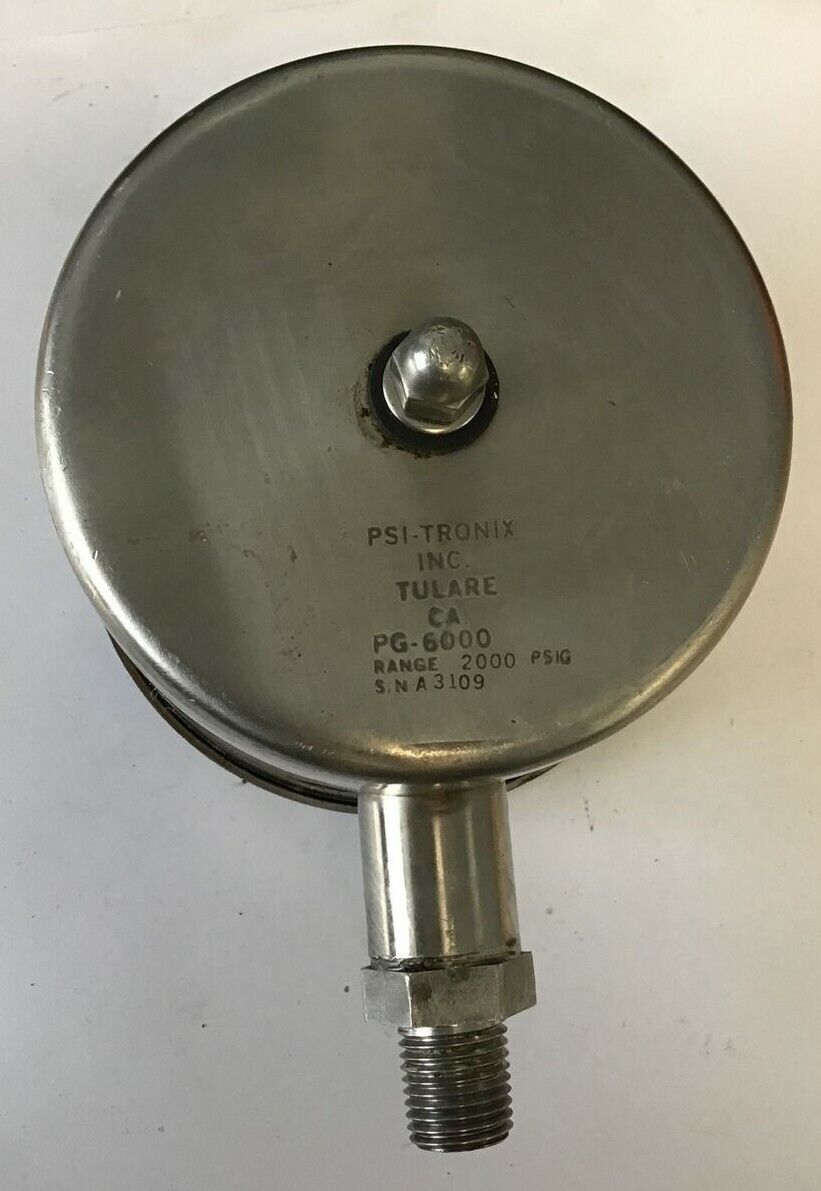 PSI-TRONIX
INC.
TULARE
CA.
PG-6000
RANGE 2000 PSIG
S.N A3109